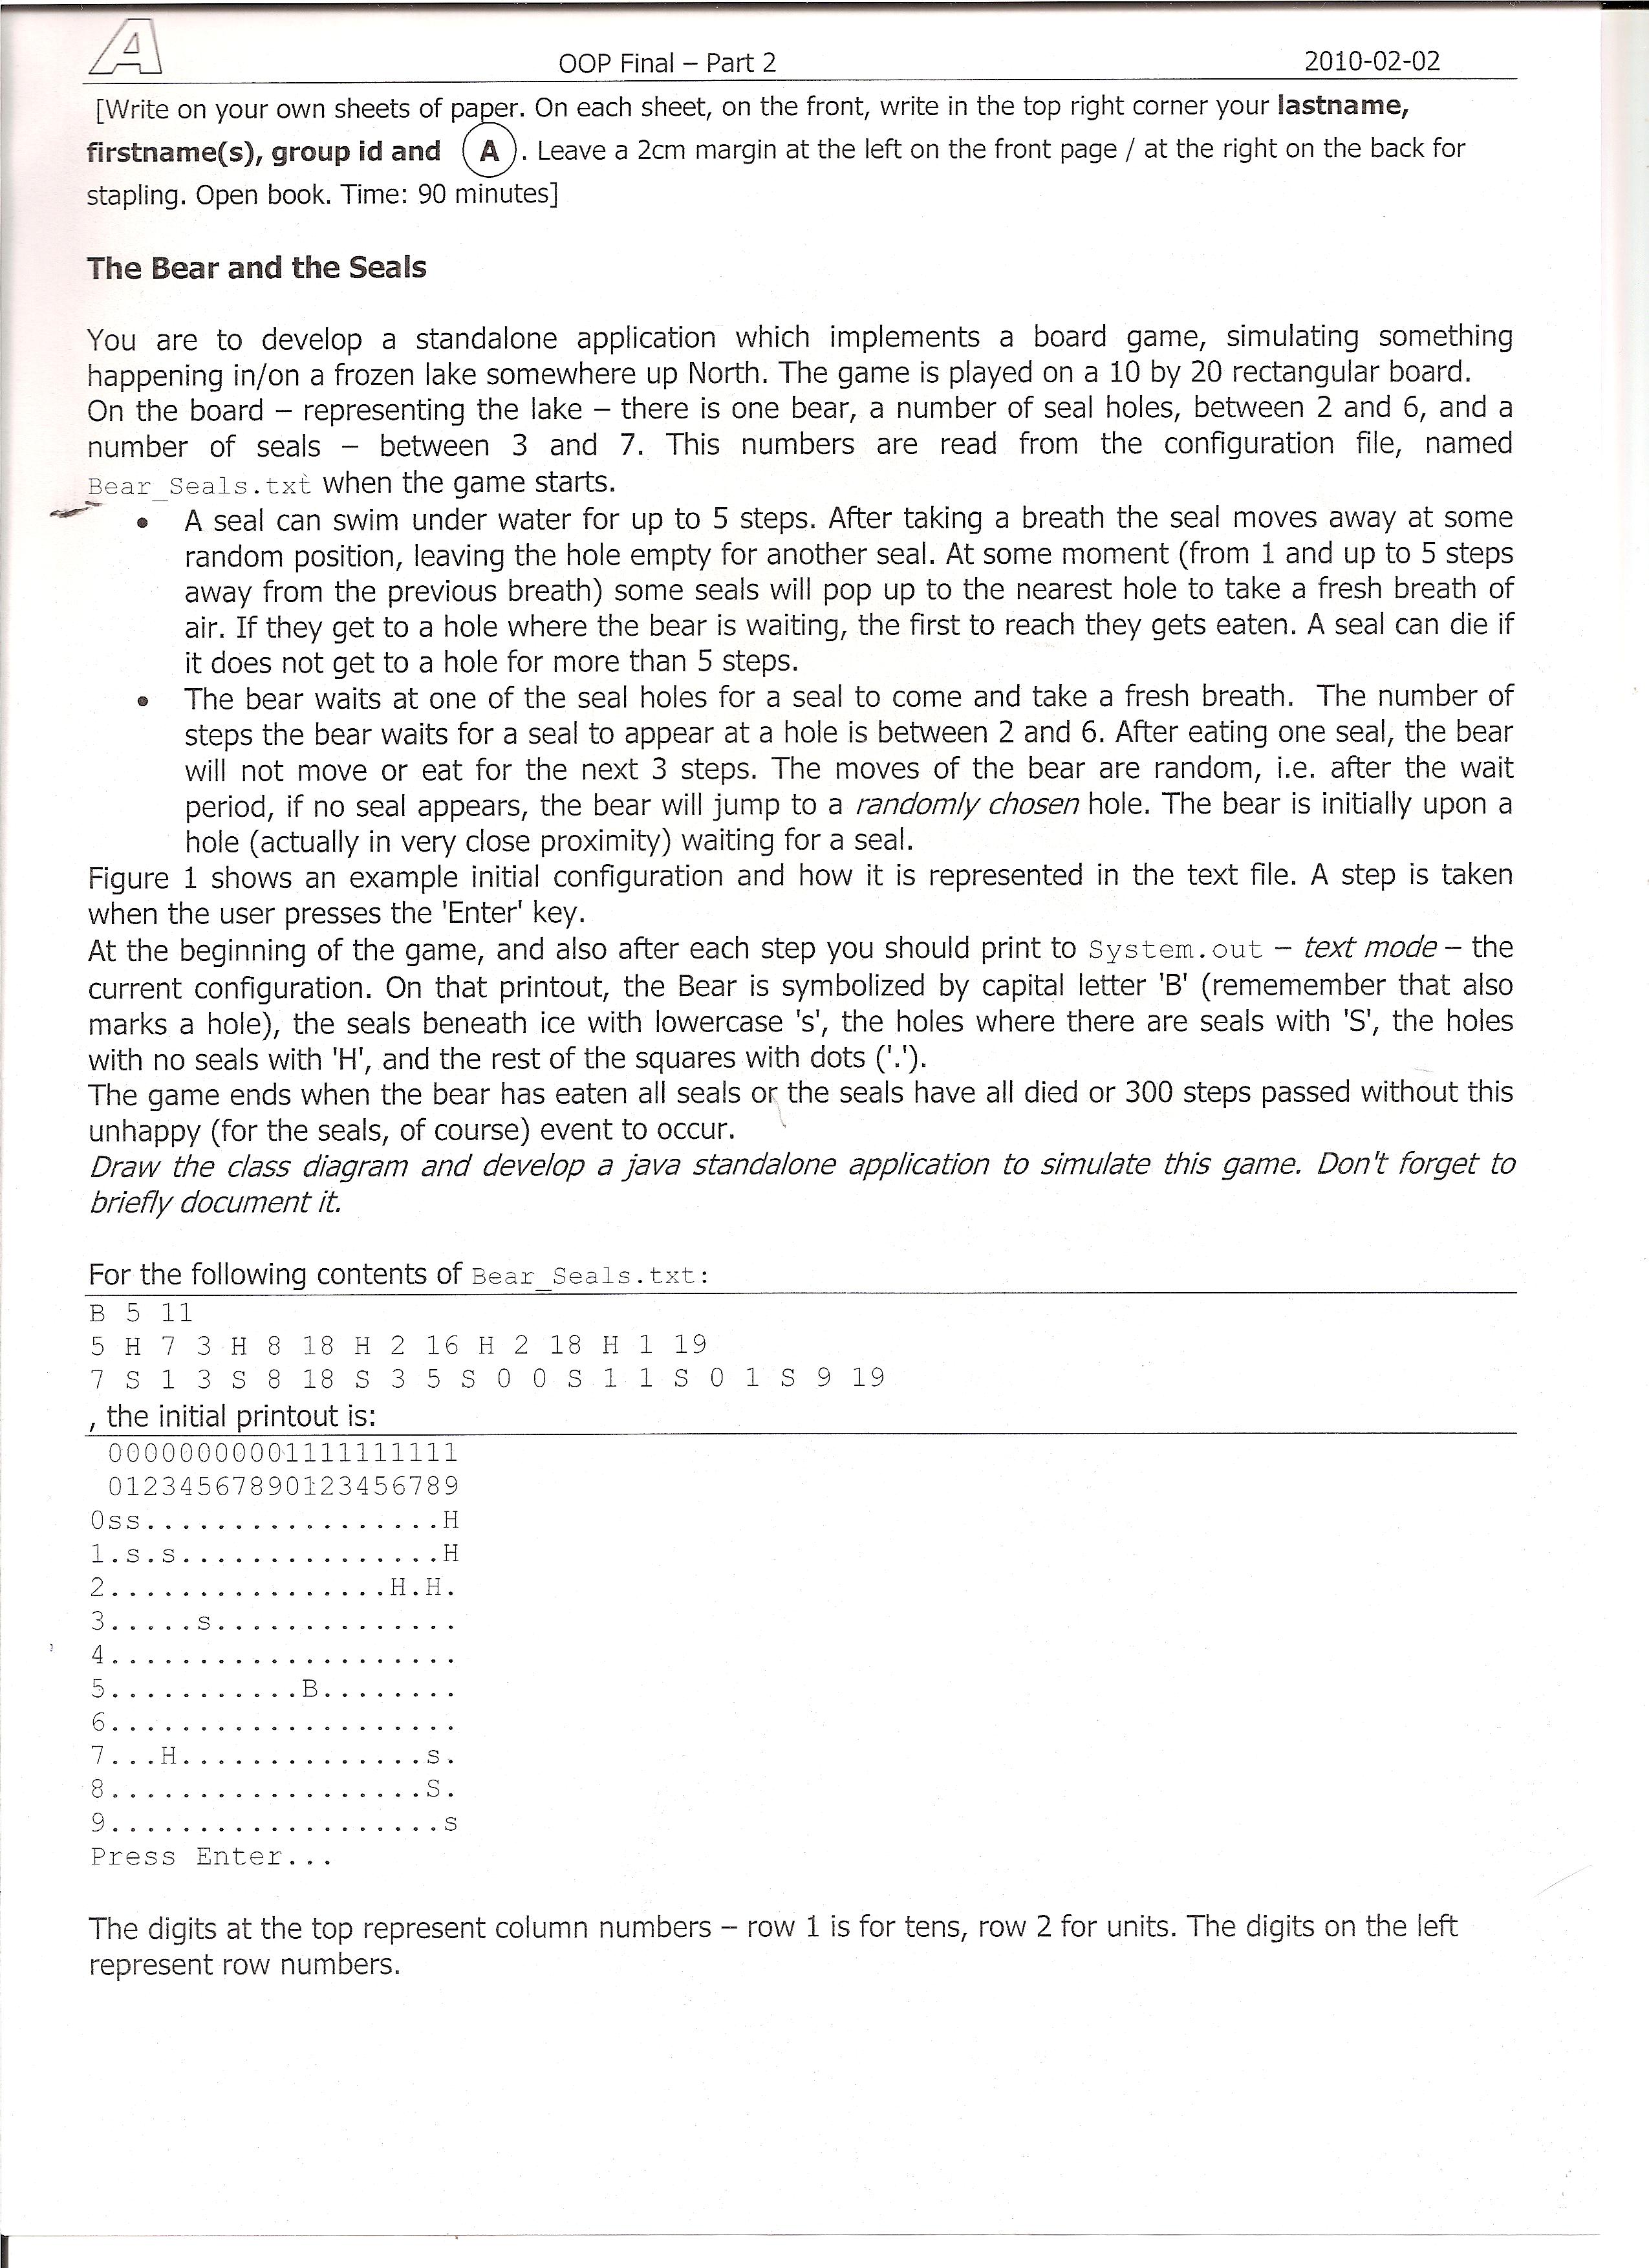 A
OOP Final – Part 2
2010-02-02
[Write on your own sheets of paper. On each sheet, on the front, write in the top right corner your lastname,
firstname(s), group id and A . Leave a 2cm margin at the left on the front page / at the right on the back for
stapling. Open book. Time: 90 minutes]
The Bear and the Seals
You are to develop a standalone application which implements a board game, simulating something
happening in/on a frozen lake somewhere up North. The game is played on a 10 by 20 rectangular board.
On the board – representing the lake – there is one bear, a number of seal holes, between 2 and 6, and a
number of seals – between 3 and 7. This numbers are read from the configuration file, named
Bear_Seals.txt when the game starts.
• A seal can swim under water for up to 5 steps. After taking a breath the seal moves away at some
random position, leaving the hole empty for another seal. At some moment (from 1 and up to 5 steps
away from the previous breath) some seals will pop up to the nearest hole to take a fresh breath of
air. If they get to a hole where the bear is waiting, the first to reach they gets eaten. A seal can die if
it does not get to a hole for more than 5 steps.
• The bear waits at one of the seal holes for a seal to come and take a fresh breath. The number of
steps the bear waits for a seal to appear at a hole is between 2 and 6. After eating one seal, the bear
will not move or eat for the next 3 steps. The moves of the bear are random, i.e. after the wait
period, if no seal appears, the bear will jump to a randomly chosen hole. The bear is initially upon a
hole (actually in very close proximity) waiting for a seal.
Figure 1 shows an example initial configuration and how it is represented in the text file. A step is taken
when the user presses the 'Enter' key.
At the beginning of the game, and also after each step you should print to System.out – text mode – the
current configuration. On that printout, the Bear is symbolized by capital letter 'B' (rememember that also
marks a hole), the seals beneath ice with lowercase 's', the holes where there are seals with 'S', the holes
with no seals with 'H', and the rest of the squares with dots ('.').
The game ends when the bear has eaten all seals or the seals have all died or 300 steps passed without this
unhappy (for the seals, of course) event to occur.
Draw the class diagram and develop a java standalone application to simulate this game. Don't forget to
briefly document it.
For the following contents of Bear_Seals.txt:
B 5 11
5 H 7 3 H 8 18 H 2 16 H 2 18 H 1 19
7 S 1 3 S 8 18 S 3 5 S 0 0 S 1 1 S 0 1 S 9 19
, the initial printout is:
00000000001111111111
01234567890123456789
0ss.................H
1.s.s...............H
2................H.H.
3.....s..............
4....................
5...........B........
6....................
7...H..............s.
8..................S.
9...................s
Press Enter...
The digits at the top represent column numbers – row 1 is for tens, row 2 for units. The digits on the left
represent row numbers.